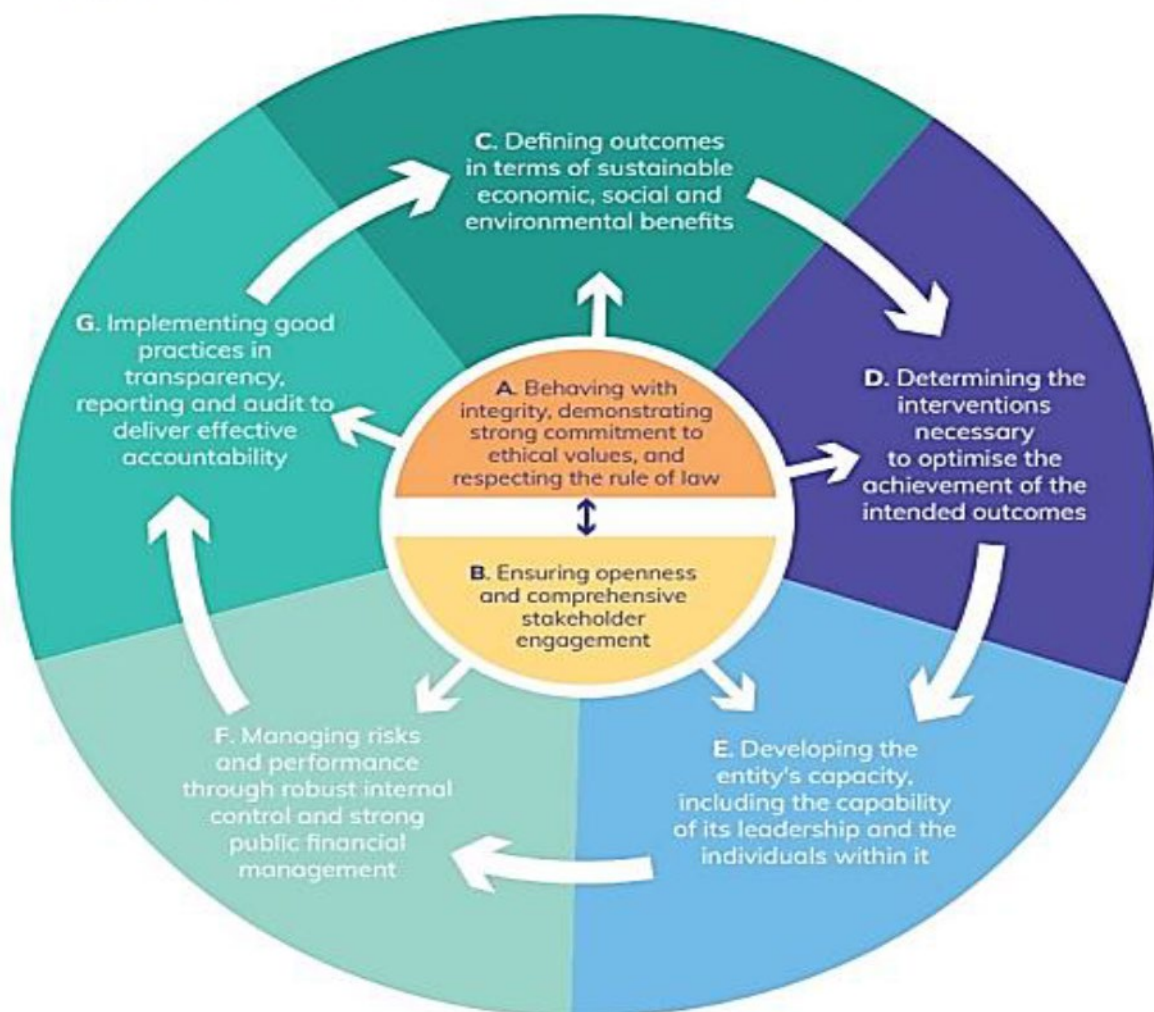 C. Defining outcomes
in terms of sustainable
economic, social and
environmental benefits
G. Implementing good
practices in
transparency,
reporting and audit to
deliver effective
accountability
A. Behaving with
integrity, demonstrating
strong commitment to
ethical values, and
respecting the rule of law
D. Determining the
interventions
necessary
to optimise the
achievement of the
intended outcomes
B. Ensuring openness
and comprehensive
stakeholder
engagement
F. Managing risks
and performance
through robust internal
control and strong
public financial
management
E. Developing the
entity's capacity,
including the capability
of its leadership and the
individuals within it